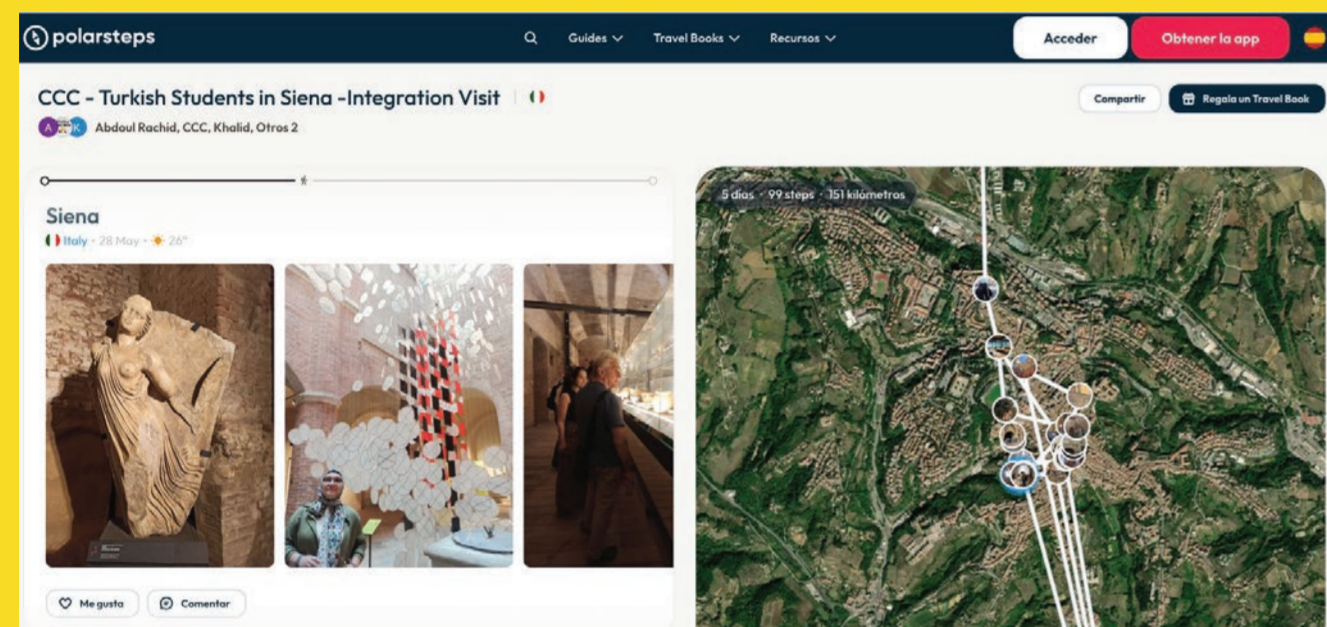 polarsteps
Guides
Travel Books
Recursos
Acceder
Obtener la app
CCC - Turkish Students in Siena -Integration Visit
Compartir
Regala un Travel Book
A
K
Abdoul Rachid, CCC, Khalid, Otros 2
Siena
Italy · 28 May · 26°
5 días · 99 steps · 151 kilómetros
Me gusta
Comentar